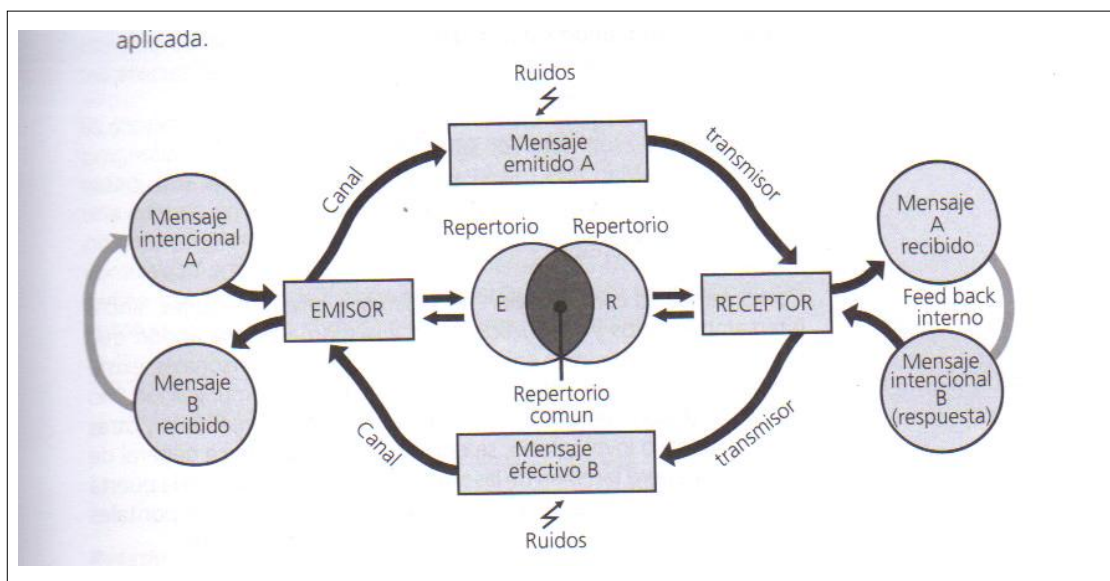 aplicada.
Ruidos
Mensaje
emitido A
Canal
transmisor
Mensaje
intencional
A
Mensaje
A
recibido
Repertorio
Repertorio
EMISOR
E
R
RECEPTOR
Feed back
interno
Mensaje
B
recibido
Repertorio
comun
Mensaje
intencional
B
(respuesta)
Canal
Mensaje
efectivo B
transmisor
Ruidos